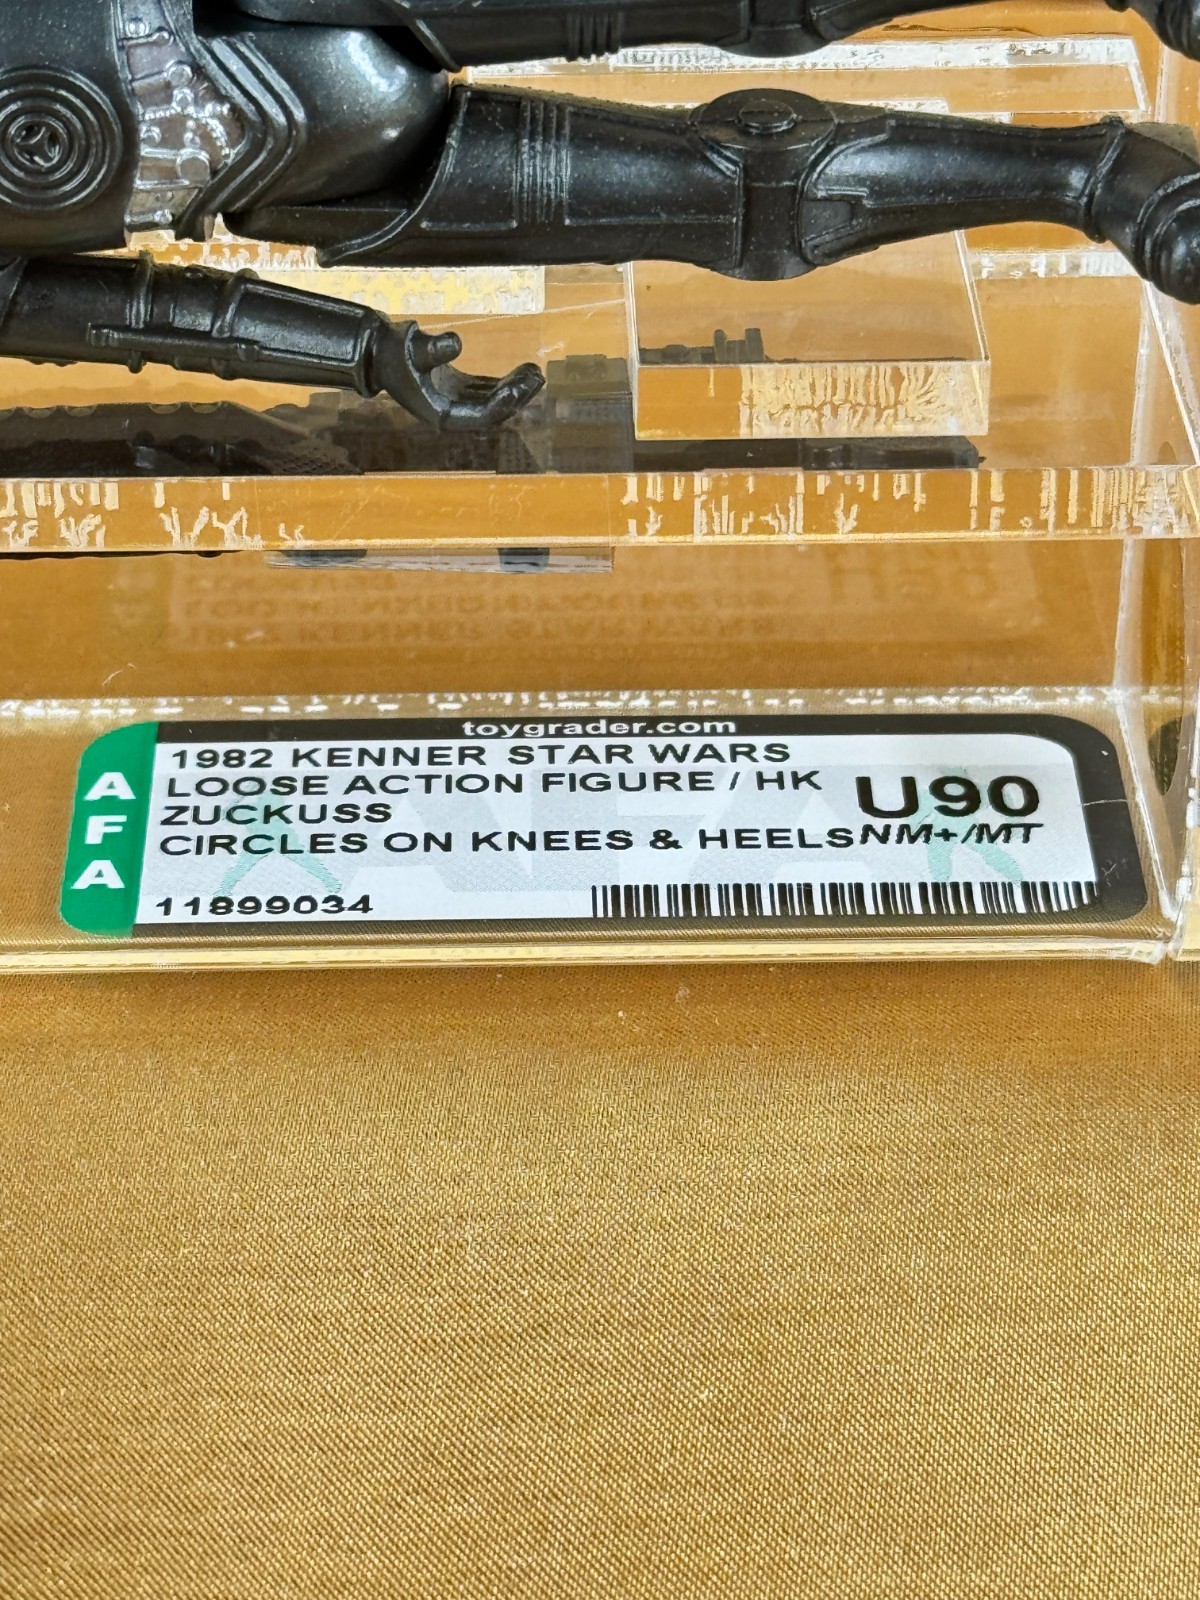 toygrader.com
AFA
1982 KENNER STAR WARS
LOOSE ACTION FIGURE / HK
ZUCKUSS
CIRCLES ON KNEES & HEELS
U90
NM+/MT
11899034